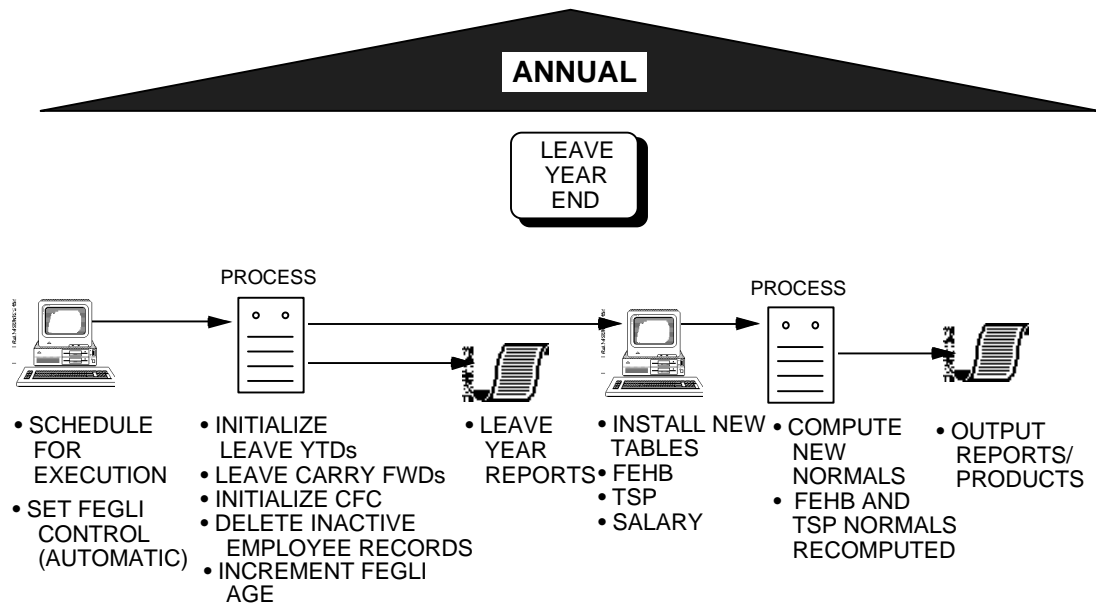 ANNUAL
LEAVE
YEAR
END
PROCESS
PROCESS
• SCHEDULE
FOR
EXECUTION
• SET FEGLI
CONTROL
(AUTOMATIC)
• INITIALIZE
LEAVE YTDs
• LEAVE CARRY FWDs
• INITIALIZE CFC
• DELETE INACTIVE
EMPLOYEE RECORDS
• INCREMENT FEGLI
AGE
• LEAVE
YEAR
REPORTS
• INSTALL NEW
TABLES
• FEHB
• TSP
• SALARY
• COMPUTE
NEW
NORMALS
• FEHB AND
TSP NORMALS
RECOMPUTED
• OUTPUT
REPORTS/
PRODUCTS